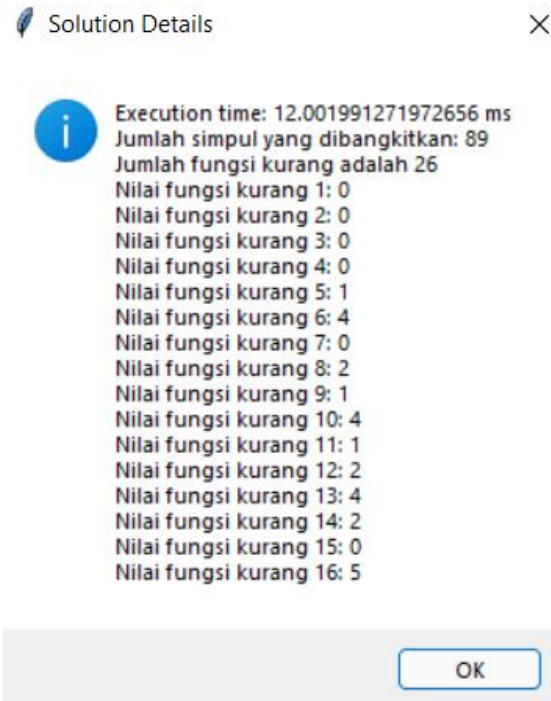 Solution Details
Execution time: 12.001991271972656 ms
Jumlah simpul yang dibangkitkan: 89
Jumlah fungsi kurang adalah 26
Nilai fungsi kurang 1: 0
Nilai fungsi kurang 2: 0
Nilai fungsi kurang 3: 0
Nilai fungsi kurang 4: 0
Nilai fungsi kurang 5: 1
Nilai fungsi kurang 6: 4
Nilai fungsi kurang 7: 0
Nilai fungsi kurang 8: 2
Nilai fungsi kurang 9: 1
Nilai fungsi kurang 10: 4
Nilai fungsi kurang 11: 1
Nilai fungsi kurang 12: 2
Nilai fungsi kurang 13: 4
Nilai fungsi kurang 14: 2
Nilai fungsi kurang 15: 0
Nilai fungsi kurang 16: 5
OK